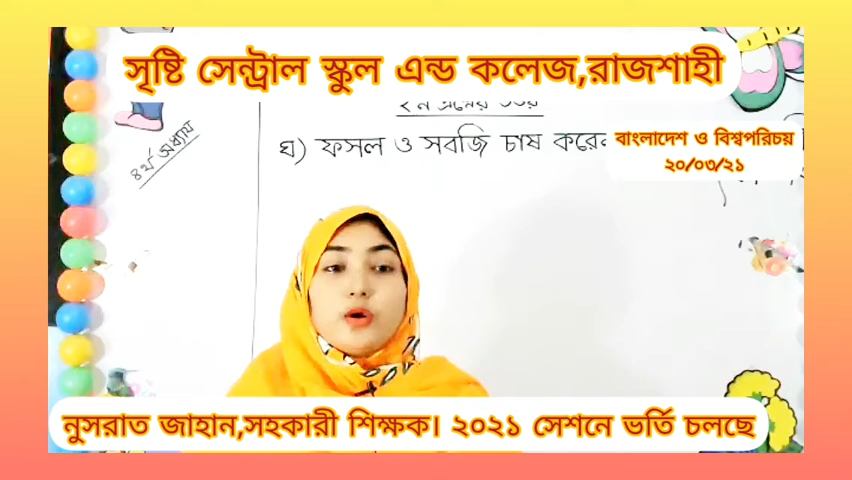 সৃষ্টি সেন্ট্রাল স্কুল এন্ড কলেজ,রাজশাহী
৪র্থ অধ্যায়
ঘ) ফসল ও সবজি চাষ করেন
বাংলাদেশ ও বিশ্বপরিচয়
২০/০৩/২১
নুসরাত জাহান,সহকারী শিক্ষক। ২০২১ সেশনে ভর্তি চলছে